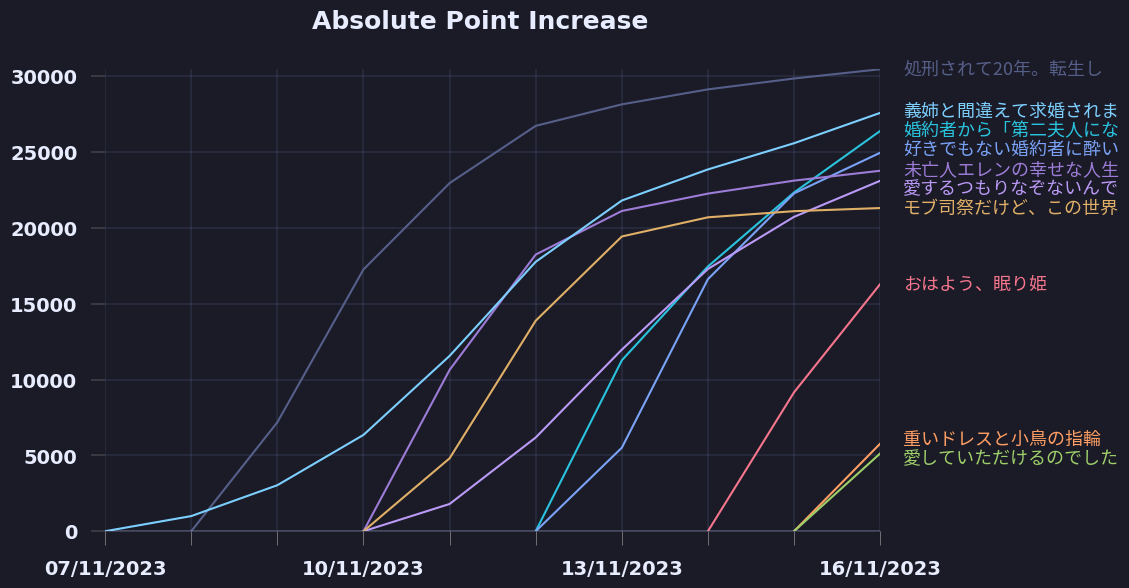 Absolute Point Increase
30000
25000
20000
15000
10000
5000
0
07/11/2023
10/11/2023
13/11/2023
16/11/2023
処刑されて20年。転生し
義姉と間違えて求婚されま
婚約者から「第二夫人にな
好きでもない婚約者に酔い
未亡人エレンの幸せな人生
愛するつもりなぞないんで
モブ司祭だけど、この世界
おはよう、眠り姫
重いドレスと小鳥の指輪
愛していただけるのでした